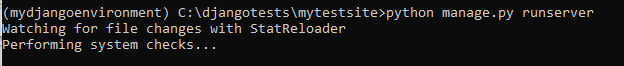 (mydjangoenvironment) C:\djangotests\mytestsite>python manage.py runserver
Watching for file changes with StatReloader
Performing system checks...